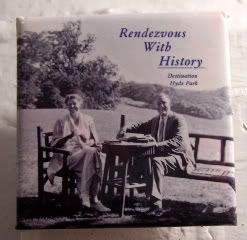 Rendezvous
With
History
Destination
Hyde Park